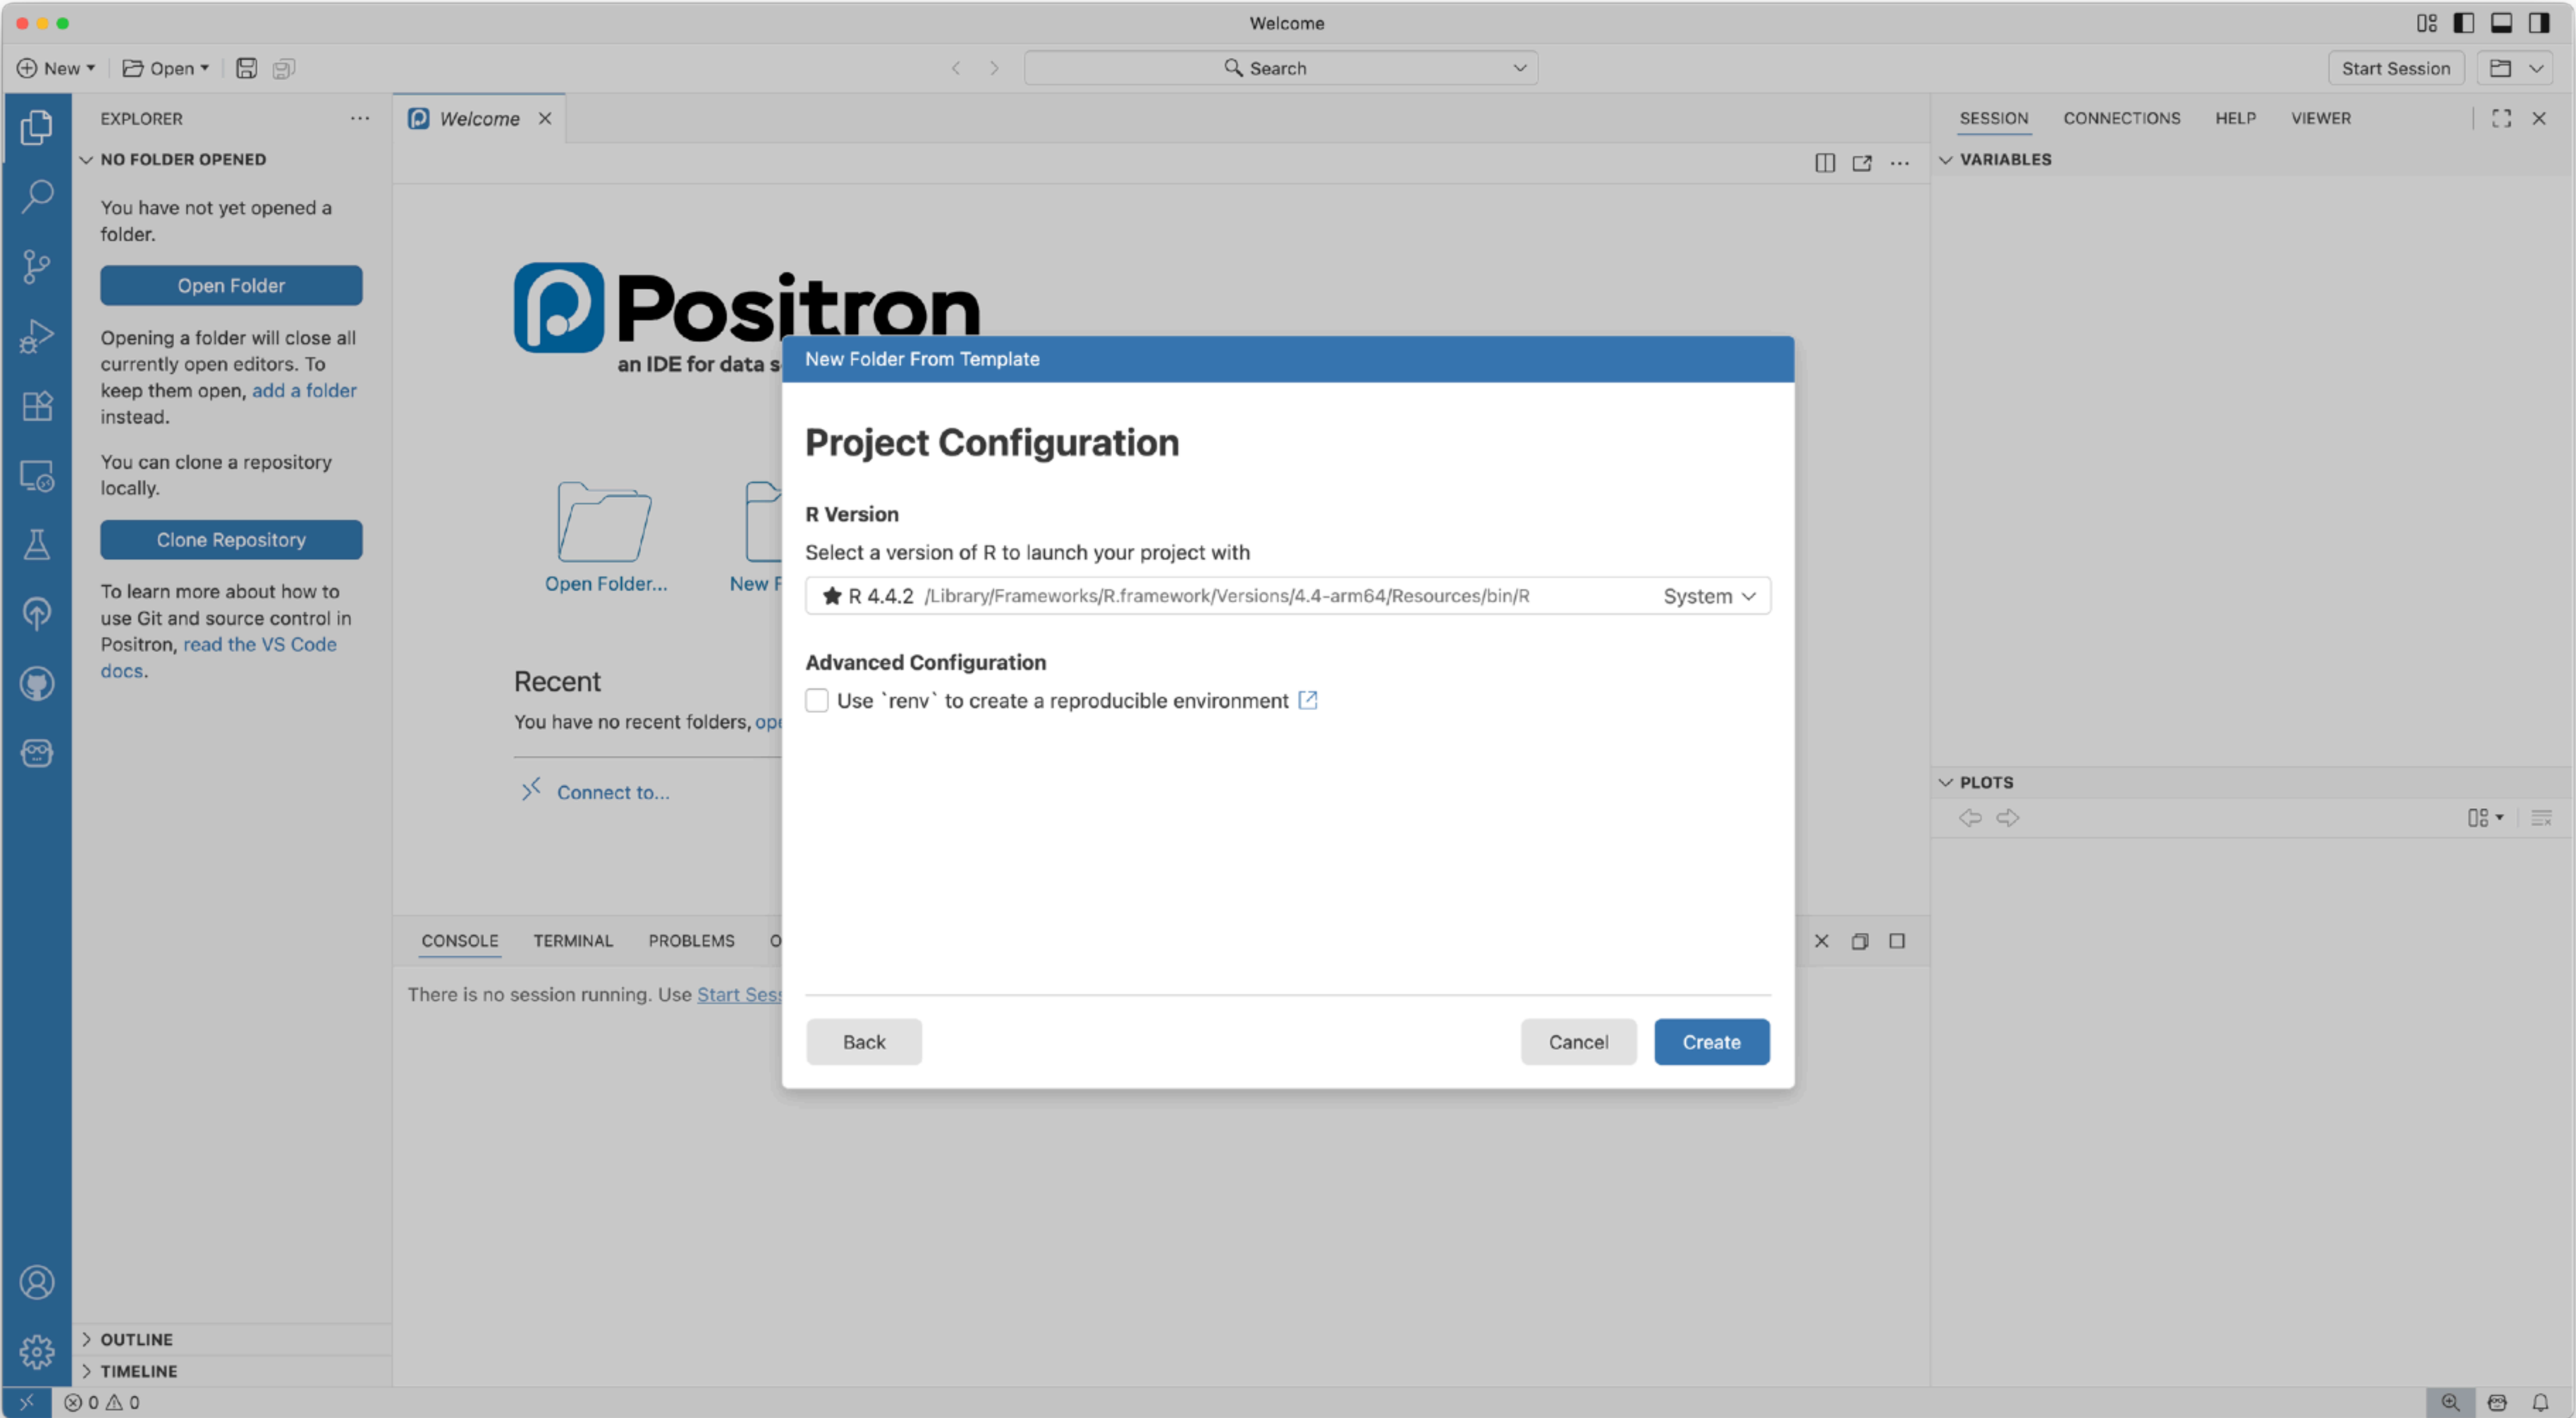 Welcome
New
Open
Search
Start Session
EXPLORER
NO FOLDER OPENED
You have not yet opened a
folder.
Open Folder
Opening a folder will close all
currently open editors. To
keep them open, add a folder
instead.
You can clone a repository
locally.
Clone Repository
To learn more about how to
use Git and source control in
Positron, read the VS Code
docs.
OUTLINE
TIMELINE
Welcome
Positron
an IDE for data s
Open Folder...
New F
Recent
You have no recent folders, ope
Connect to...
CONSOLE TERMINAL PROBLEMS O
There is no session running. Use Start Sess
New Folder From Template
Project Configuration
R Version
Select a version of R to launch your project with
R 4.4.2 /Library/Frameworks/R.framework/Versions/4.4-arm64/Resources/bin/R System
Advanced Configuration
Use `renv` to create a reproducible environment
Back
Cancel
Create
SESSION CONNECTIONS HELP VIEWER
VARIABLES
PLOTS
0 0